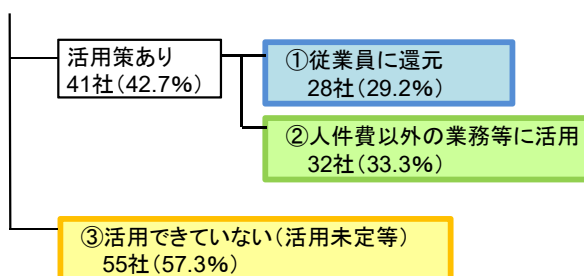 活用策あり
41社(42.7%)
①従業員に還元
28社(29.2%)
②人件費以外の業務等に活用
32社(33.3%)
③活用できていない(活用未定等)
55社(57.3%)